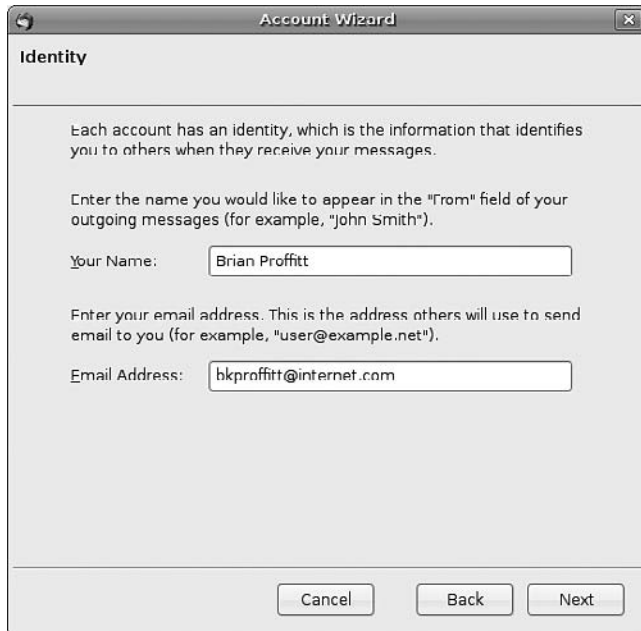 Account Wizard
Identity
Each account has an identity, which is the information that identifies
you to others when they receive your messages.
Enter the name you would like to appear in the "From" field of your
outgoing messages (for example, "John Smith").
Your Name: Brian Proffitt
Enter your email address. This is the address others will use to send
email to you (for example, "user@example.net").
Email Address: bkproffitt@internet.com
Cancel Back Next